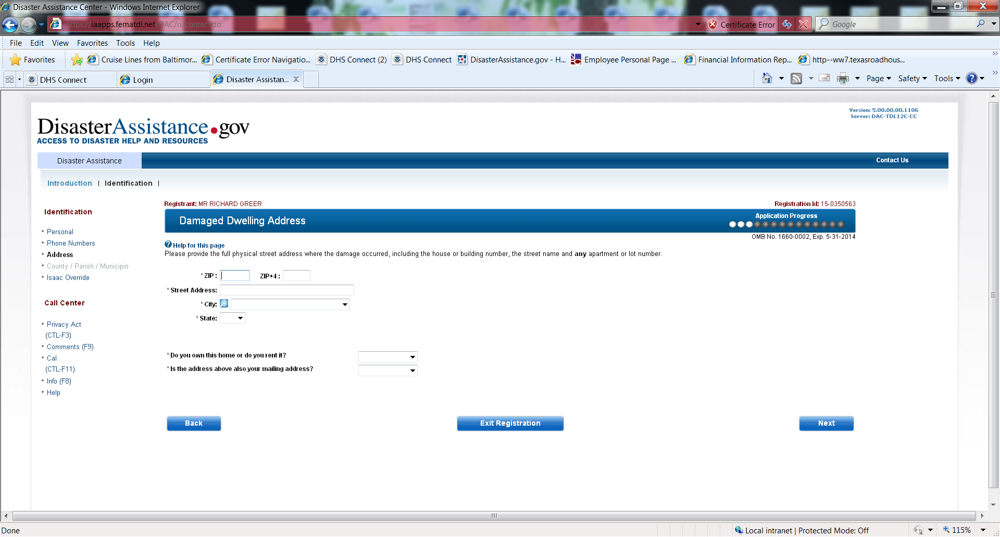 Disaster Assistance Center - Windows Internet Explorer
https://iaapps.fematdl.net/DAC/ri/contact.do
Certificate Error
Google
File Edit View Favorites Tools Help
Favorites
Cruise Lines from Baltimor...
Certificate Error Navigatio...
DHS Connect (2)
DHS Connect
DisasterAssistance.gov - H...
Employee Personal Page ...
Financial Information Rep...
http--ww7.texasroadhous...
DHS Connect
Login
Disaster Assistan...
Page
Safety
Tools
Version: 5.00.00.00.1106
Server: DAC-TDL12C-CC
DisasterAssistance.gov
ACCESS TO DISASTER HELP AND RESOURCES
Disaster Assistance
Contact Us
Introduction | Identification |
Registrant: MR RICHARD GREER
Registration Id: 15-0350563
Identification
Personal
Phone Numbers
Address
County / Parish / Municipio
Isaac Override
Call Center
Privacy Act
(CTL-F3)
Comments (F9)
Cal
(CTL-F11)
Info (F8)
Help
Damaged Dwelling Address
Application Progress
OMB No. 1660-0002, Exp. 5-31-2014
Help for this page
Please provide the full physical street address where the damage occurred, including the house or building number, the street name and any apartment or lot number.
* ZIP :
ZIP+4 :
* Street Address:
* City:
* State:
* Do you own this home or do you rent it?
* Is the address above also your mailing address?
Back
Exit Registration
Next
Done
Local intranet | Protected Mode: Off
115%